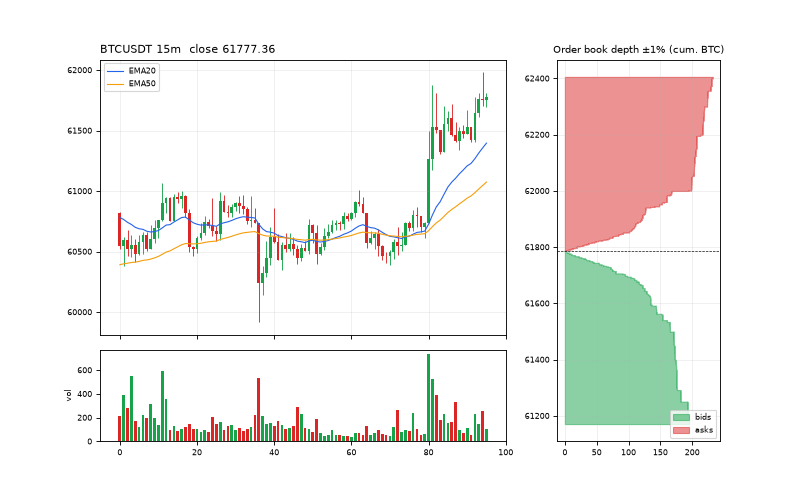 BTCUSDT 15m  close 61777.36
EMA20
EMA50
62000
61500
61000
60500
60000
vol
600
400
200
0
0 20 40 60 80 100
Order book depth ±1% (cum. BTC)
62400
62200
62000
61800
61600
61400
61200
bids
asks
0 50 100 150 200